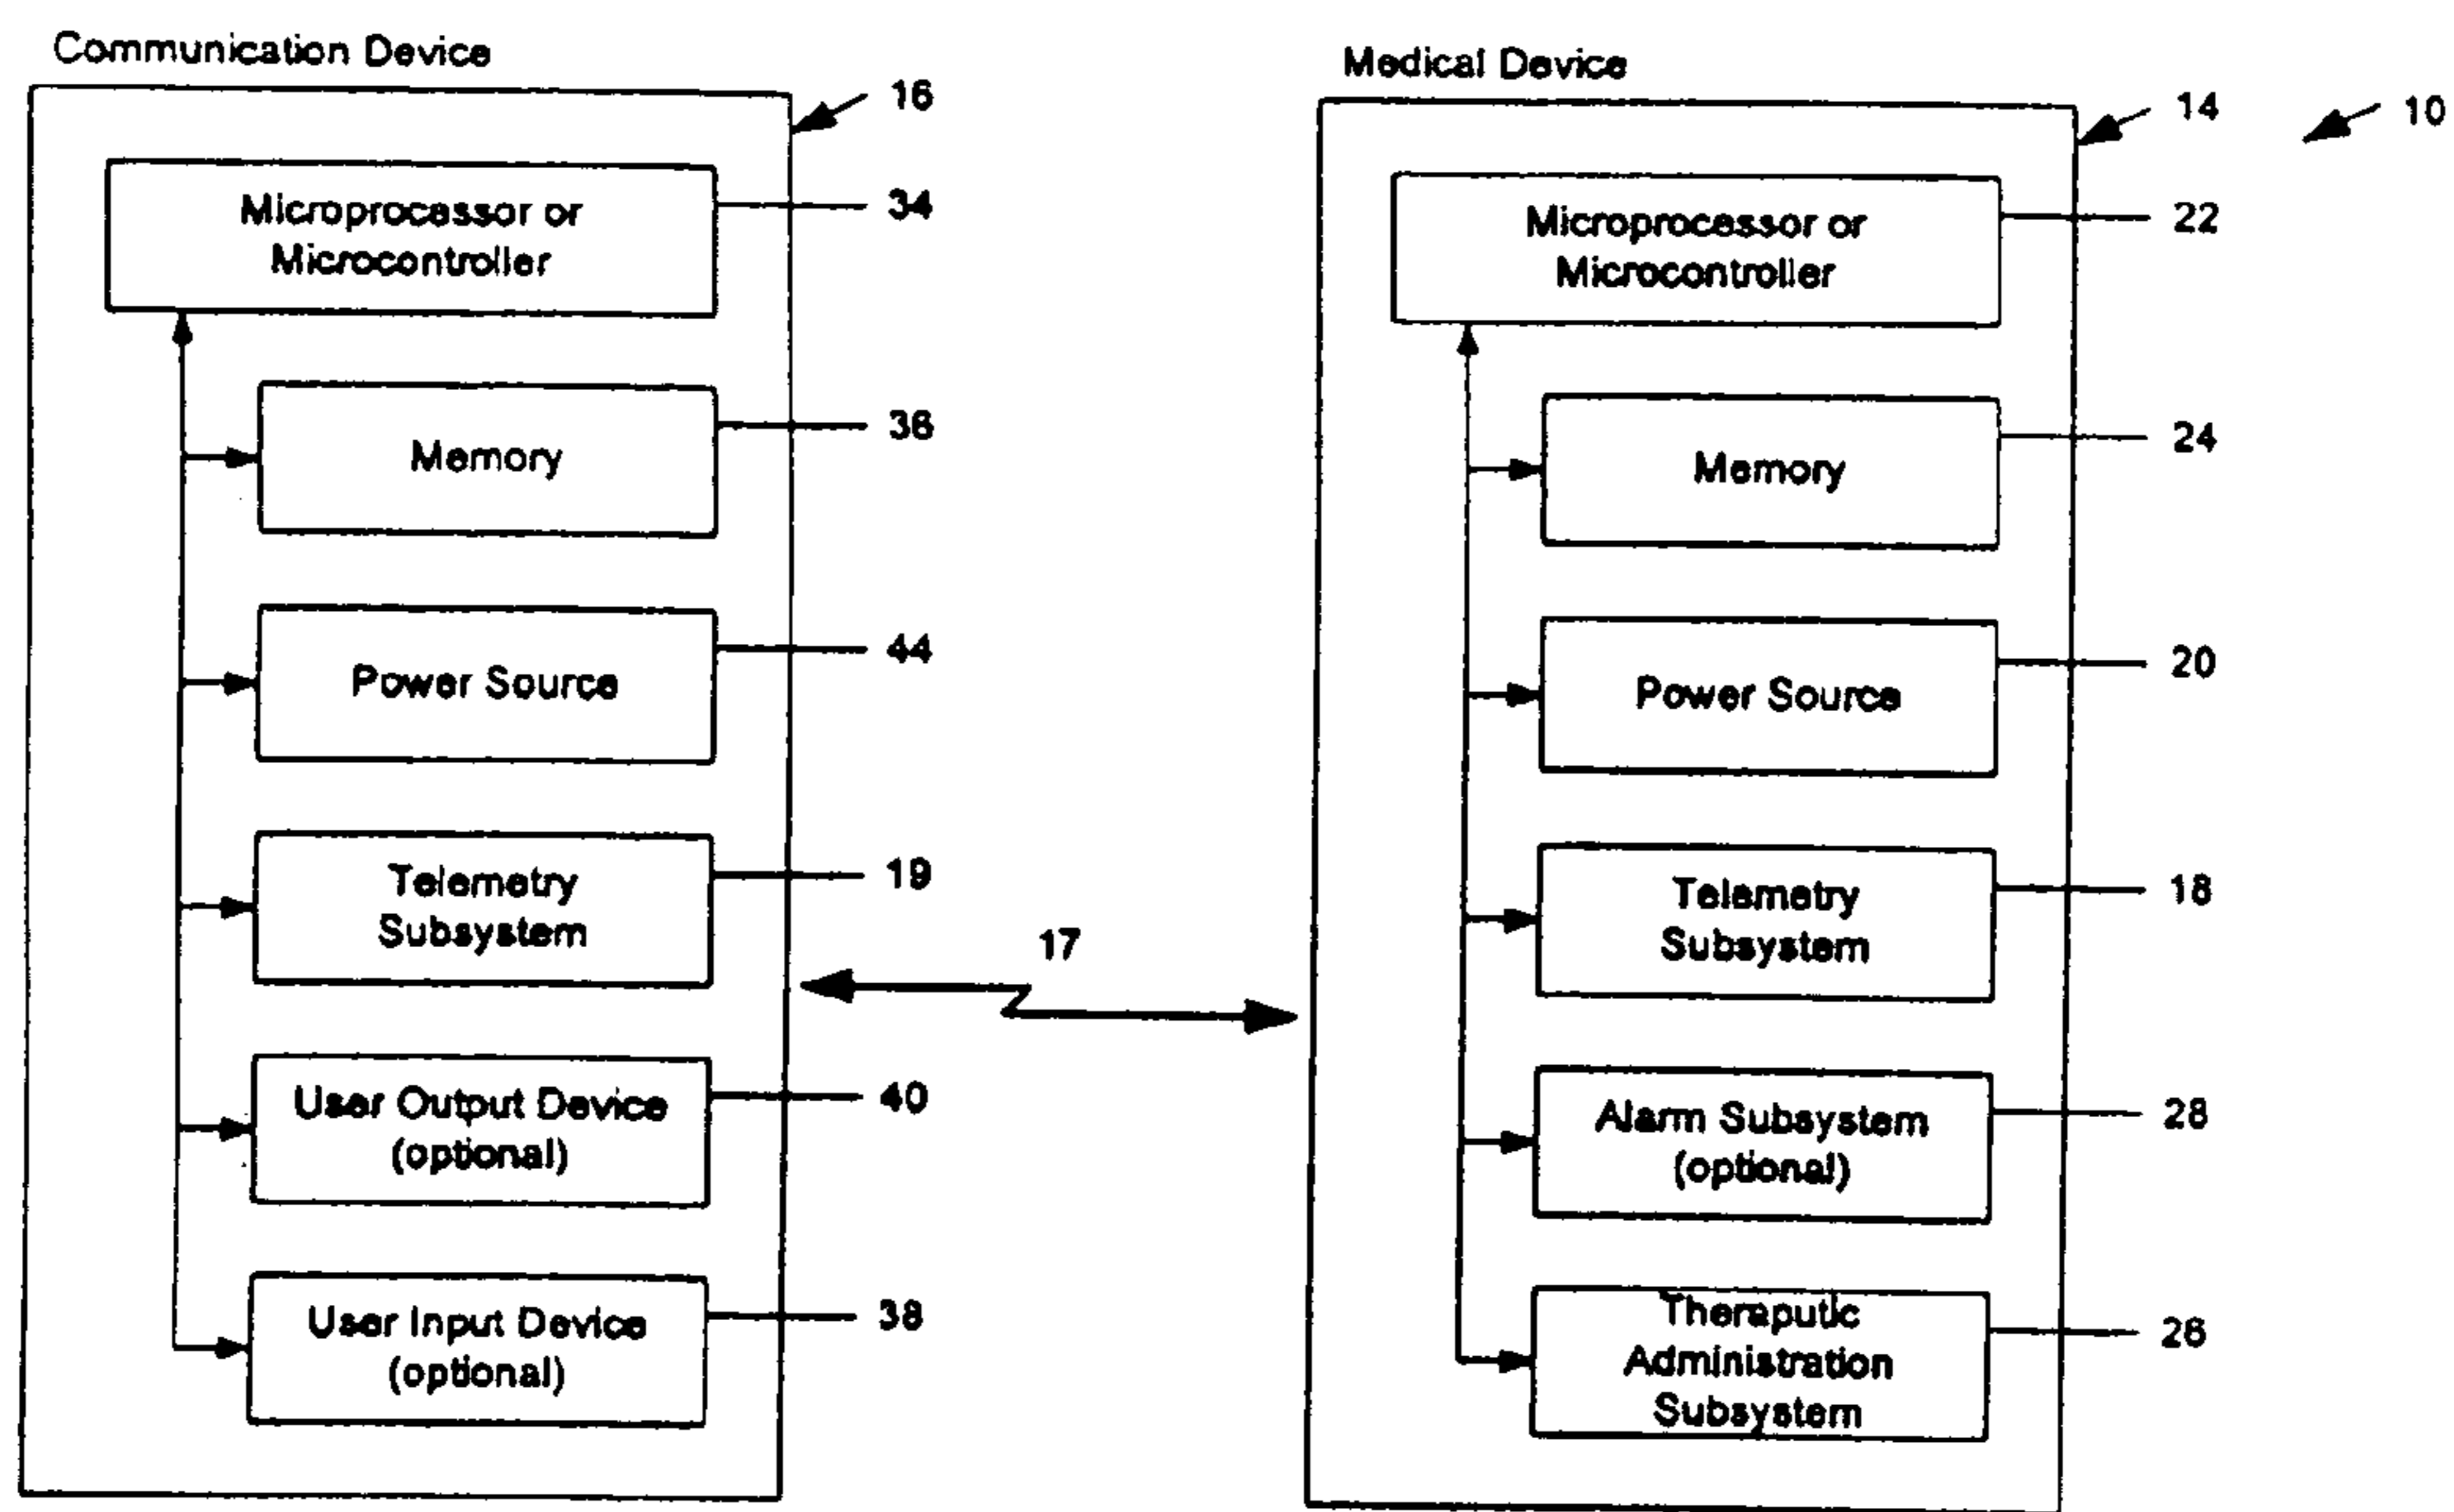 Communication Device
16
Microprocessor or
Microcontroller
34
Memory
36
Power Source
44
Telemetry
Subsystem
19
User Output Device
(optional)
40
User Input Device
(optional)
38
17
Medical Device
14
10
Microprocessor or
Microcontroller
22
Memory
24
Power Source
20
Telemetry
Subsystem
18
Alarm Subsystem
(optional)
28
Theraputic
Administration
Subsystem
26